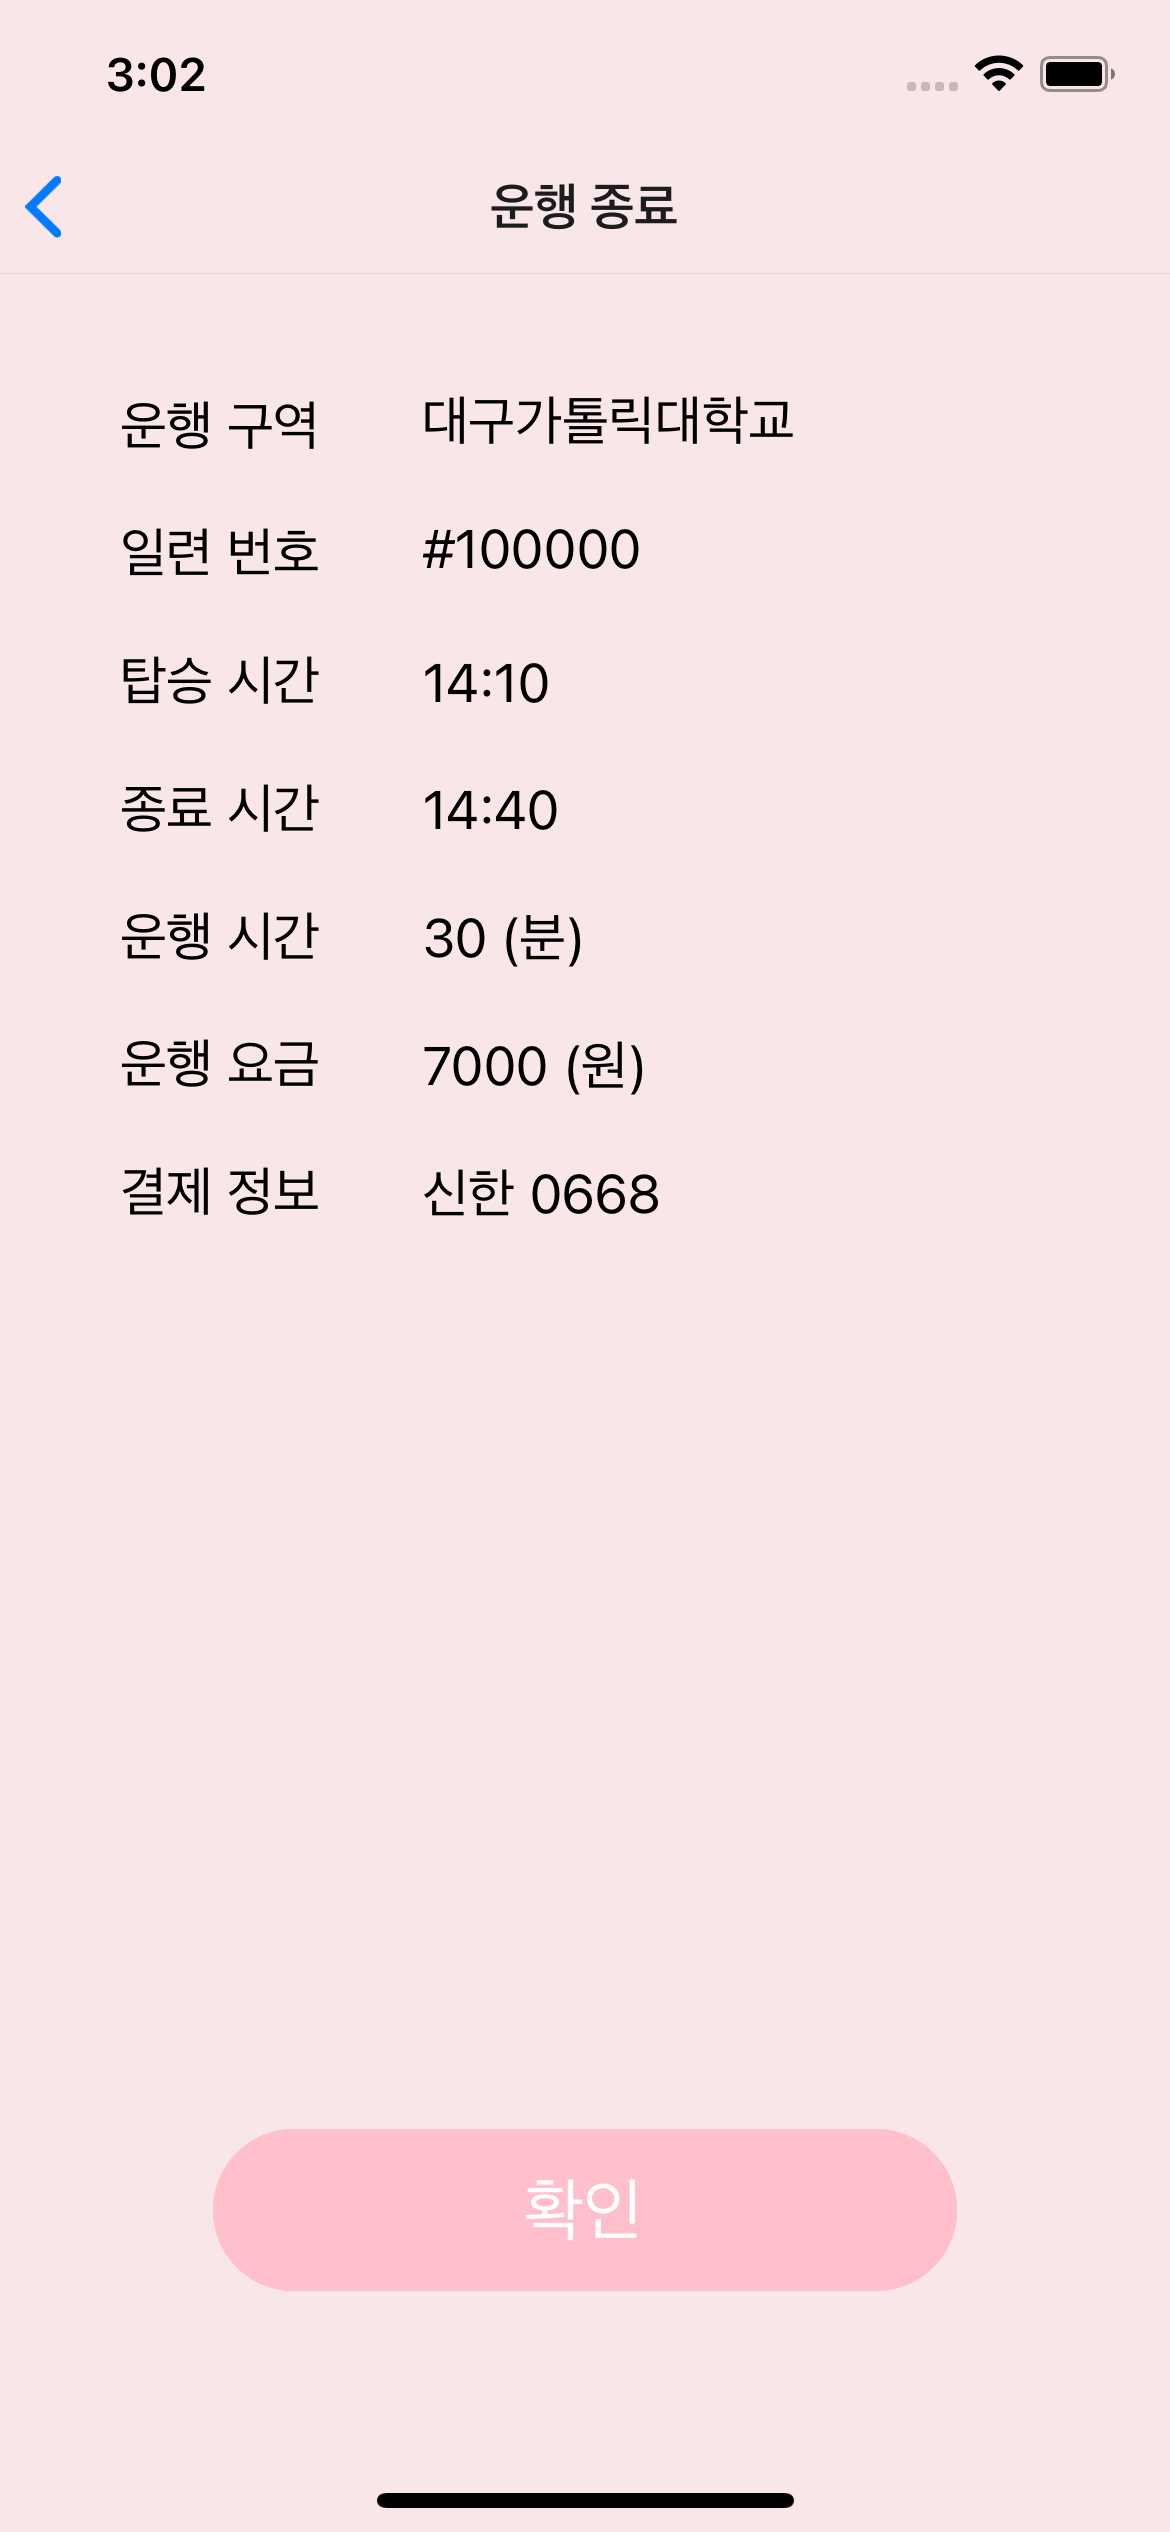 3:02
운행 종료
운행 구역 대구가톨릭대학교
일련 번호 #100000
탑승 시간 14:10
종료 시간 14:40
운행 시간 30 (분)
운행 요금 7000 (원)
결제 정보 신한 0668
확인